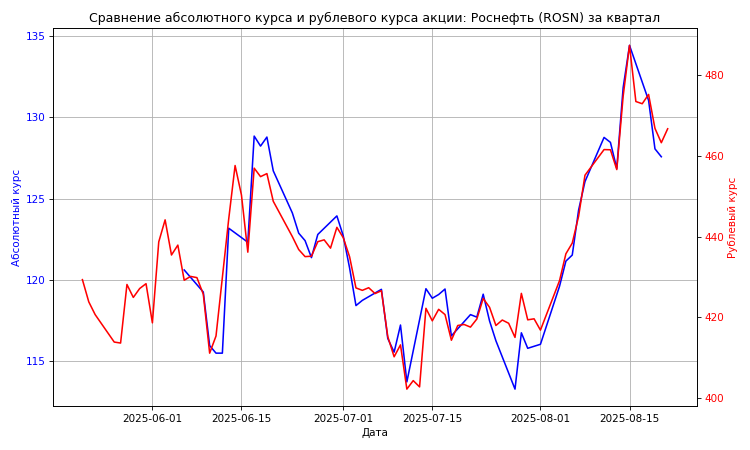 Сравнение абсолютного курса и рублевого курса акции: Роснефть (ROSN) за квартал
135
130
125
120
115
Абсолютный курс
480
460
440
420
400
Рублевый курс
2025-06-01 2025-06-15 2025-07-01 2025-07-15 2025-08-01 2025-08-15
Дата